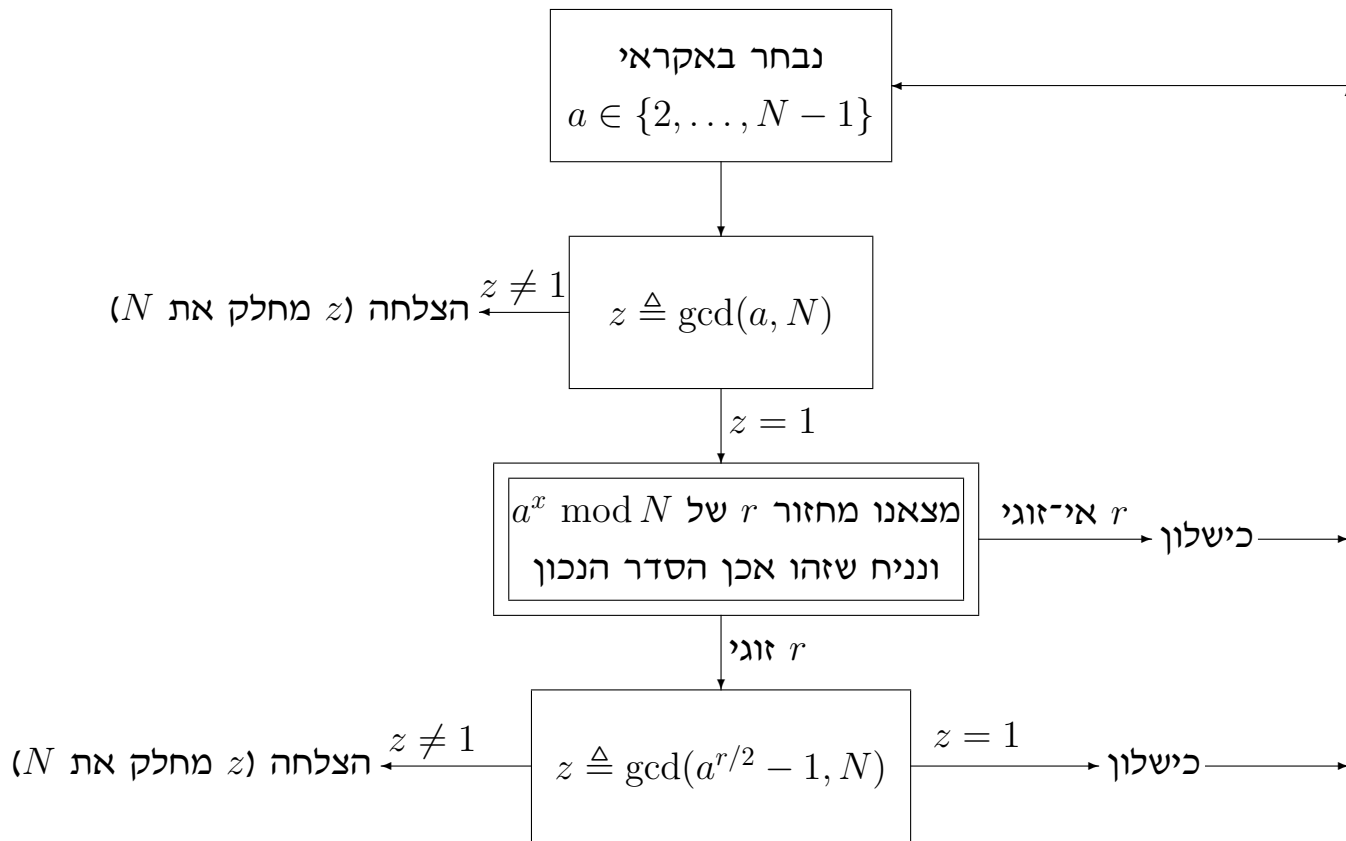 נבחר באקראי
a ∈ {2, …, N − 1}
z ≜ gcd(a, N)
z ≠ 1
הצלחה (z מחלק את N)
z = 1
מצאנו מחזור r של a^x mod N
ונניח שזהו אכן הסדר הנכון
r אי־זוגי
כישלון
r זוגי
z ≜ gcd(a^{r/2} − 1, N)
z ≠ 1
הצלחה (z מחלק את N)
z = 1
כישלון